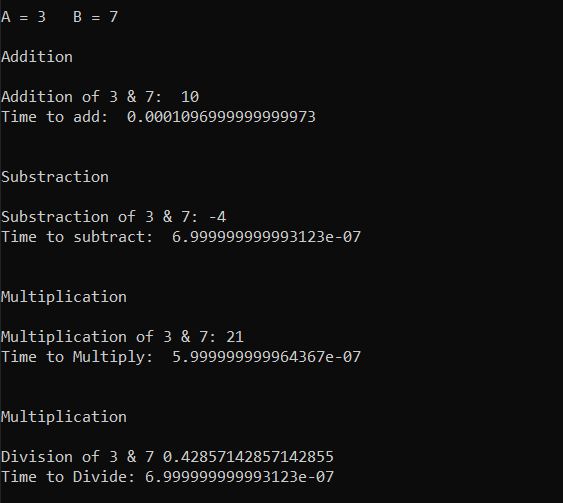 A = 3   B = 7
Addition
Addition of 3 & 7:  10
Time to add:  0.0001096999999999973
Substraction
Substraction of 3 & 7: -4
Time to subtract:  6.999999999993123e-07
Multiplication
Multiplication of 3 & 7: 21
Time to Multiply:  5.999999999964367e-07
Multiplication
Division of 3 & 7 0.42857142857142855
Time to Divide: 6.999999999993123e-07